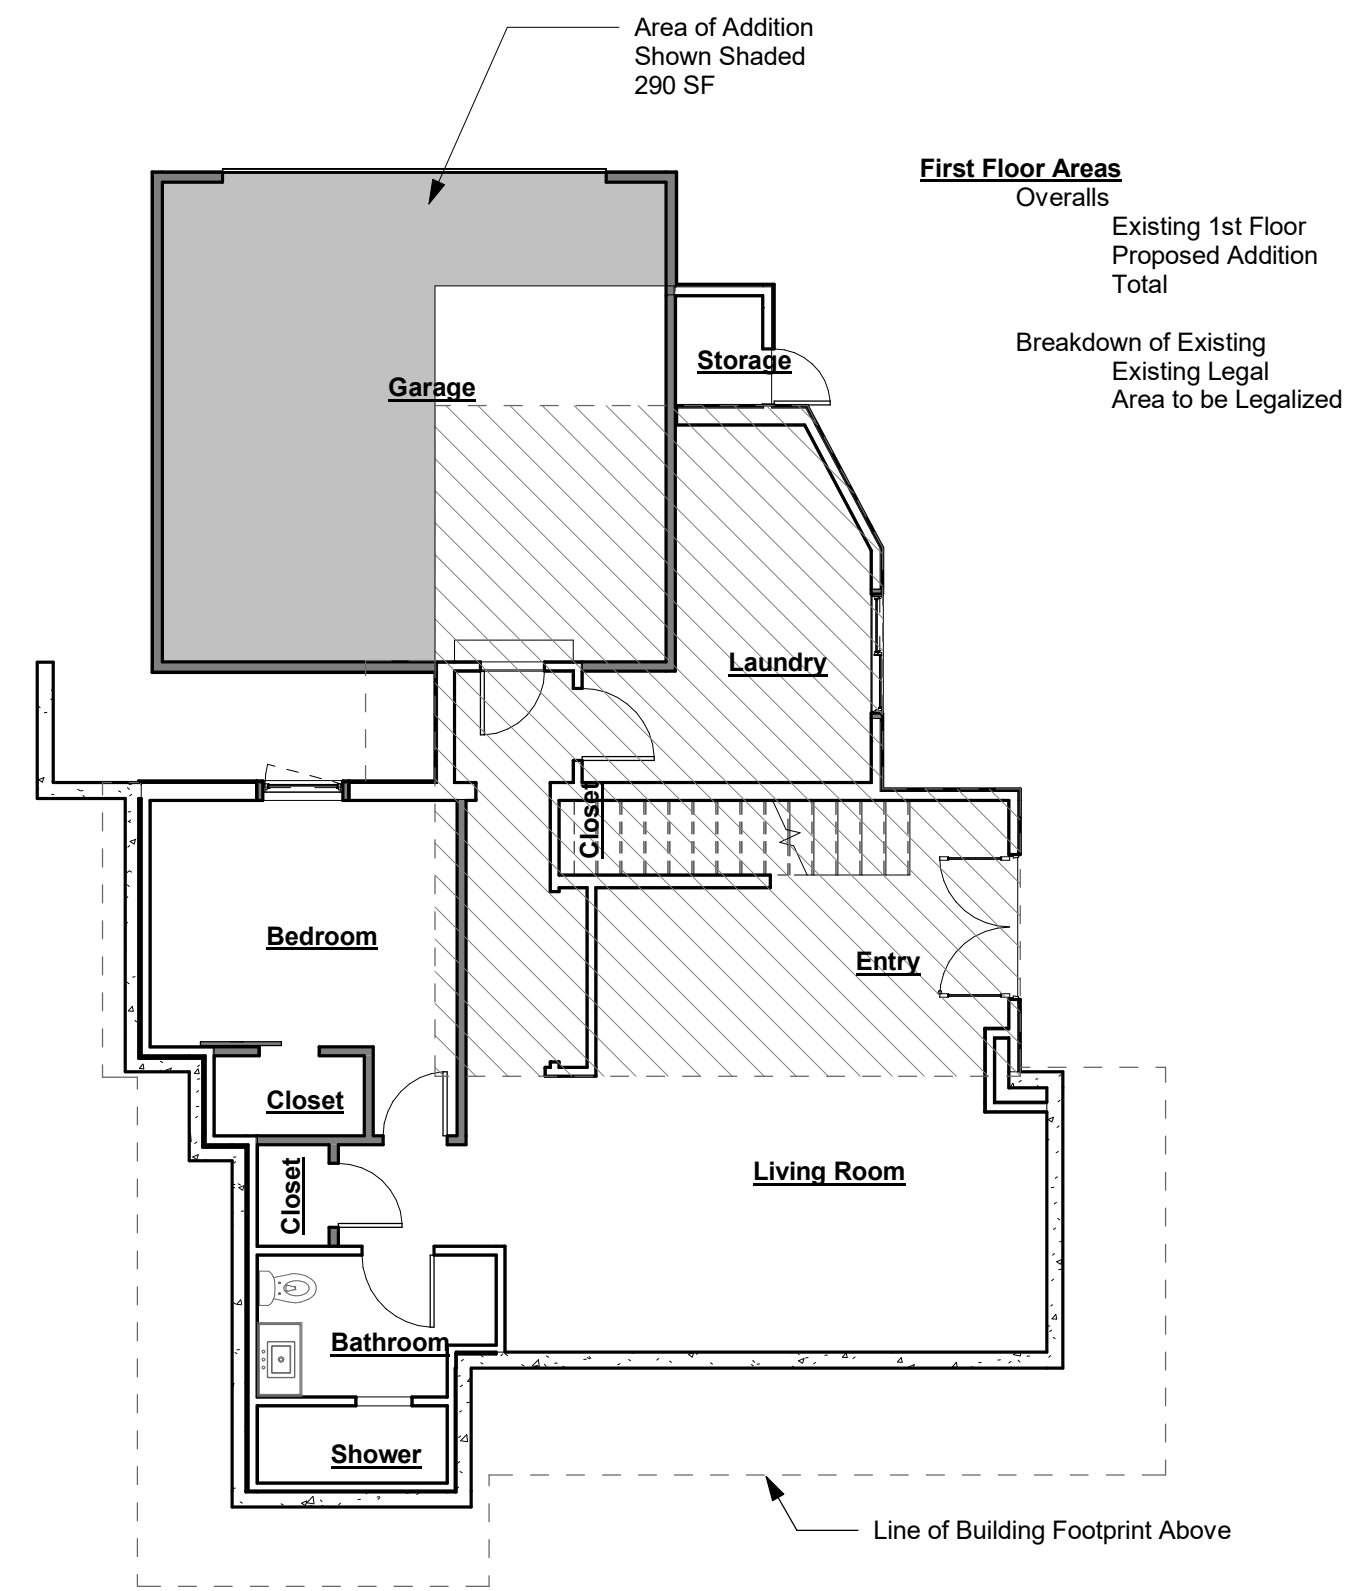 Area of Addition
Shown Shaded
290 SF
First Floor Areas
Overalls
Existing 1st Floor
Proposed Addition
Total
Breakdown of Existing
Existing Legal
Area to be Legalized
Storage
Garage
Laundry
Closet
Bedroom
Entry
Closet
Living Room
Closet
Bathroom
Shower
Line of Building Footprint Above